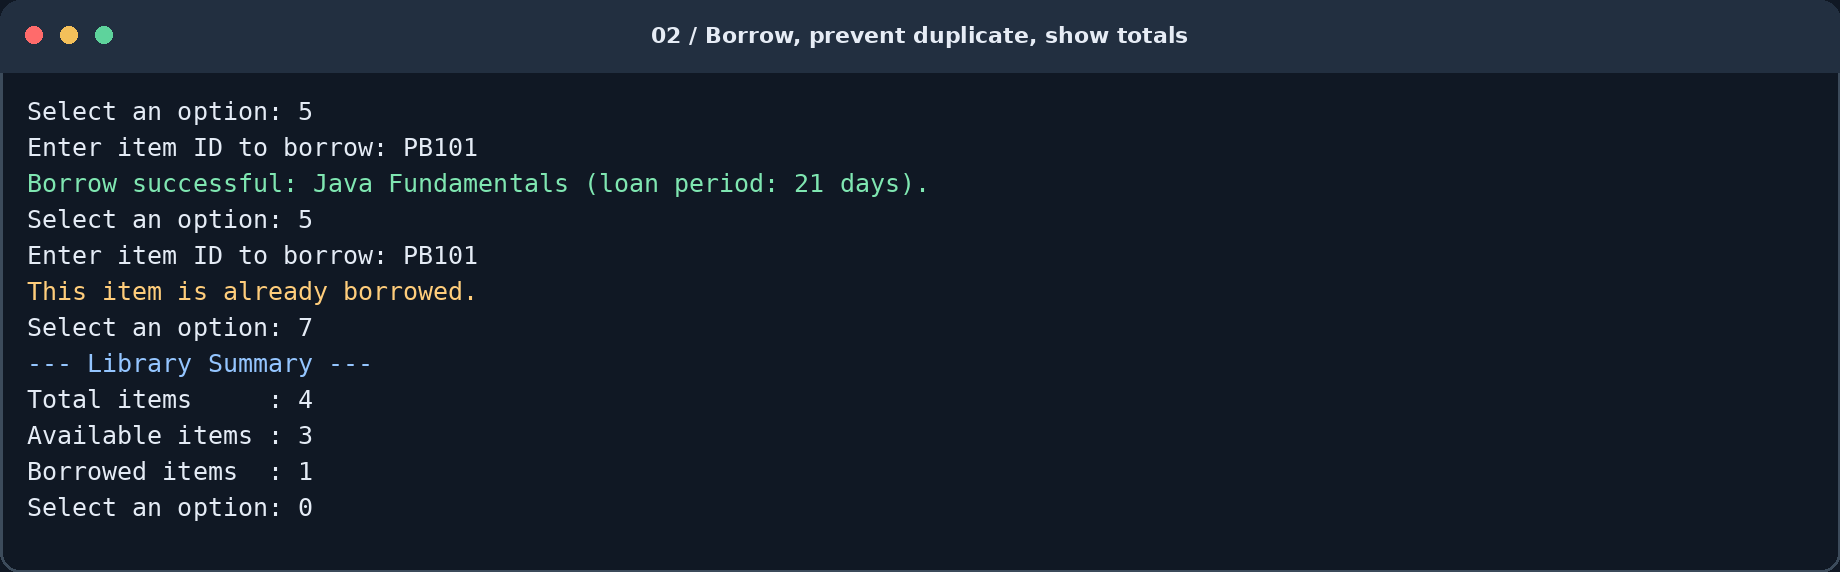 02 / Borrow, prevent duplicate, show totals
Select an option: 5
Enter item ID to borrow: PB101
Borrow successful: Java Fundamentals (loan period: 21 days).
Select an option: 5
Enter item ID to borrow: PB101
This item is already borrowed.
Select an option: 7
--- Library Summary ---
Total items     : 4
Available items : 3
Borrowed items  : 1
Select an option: 0